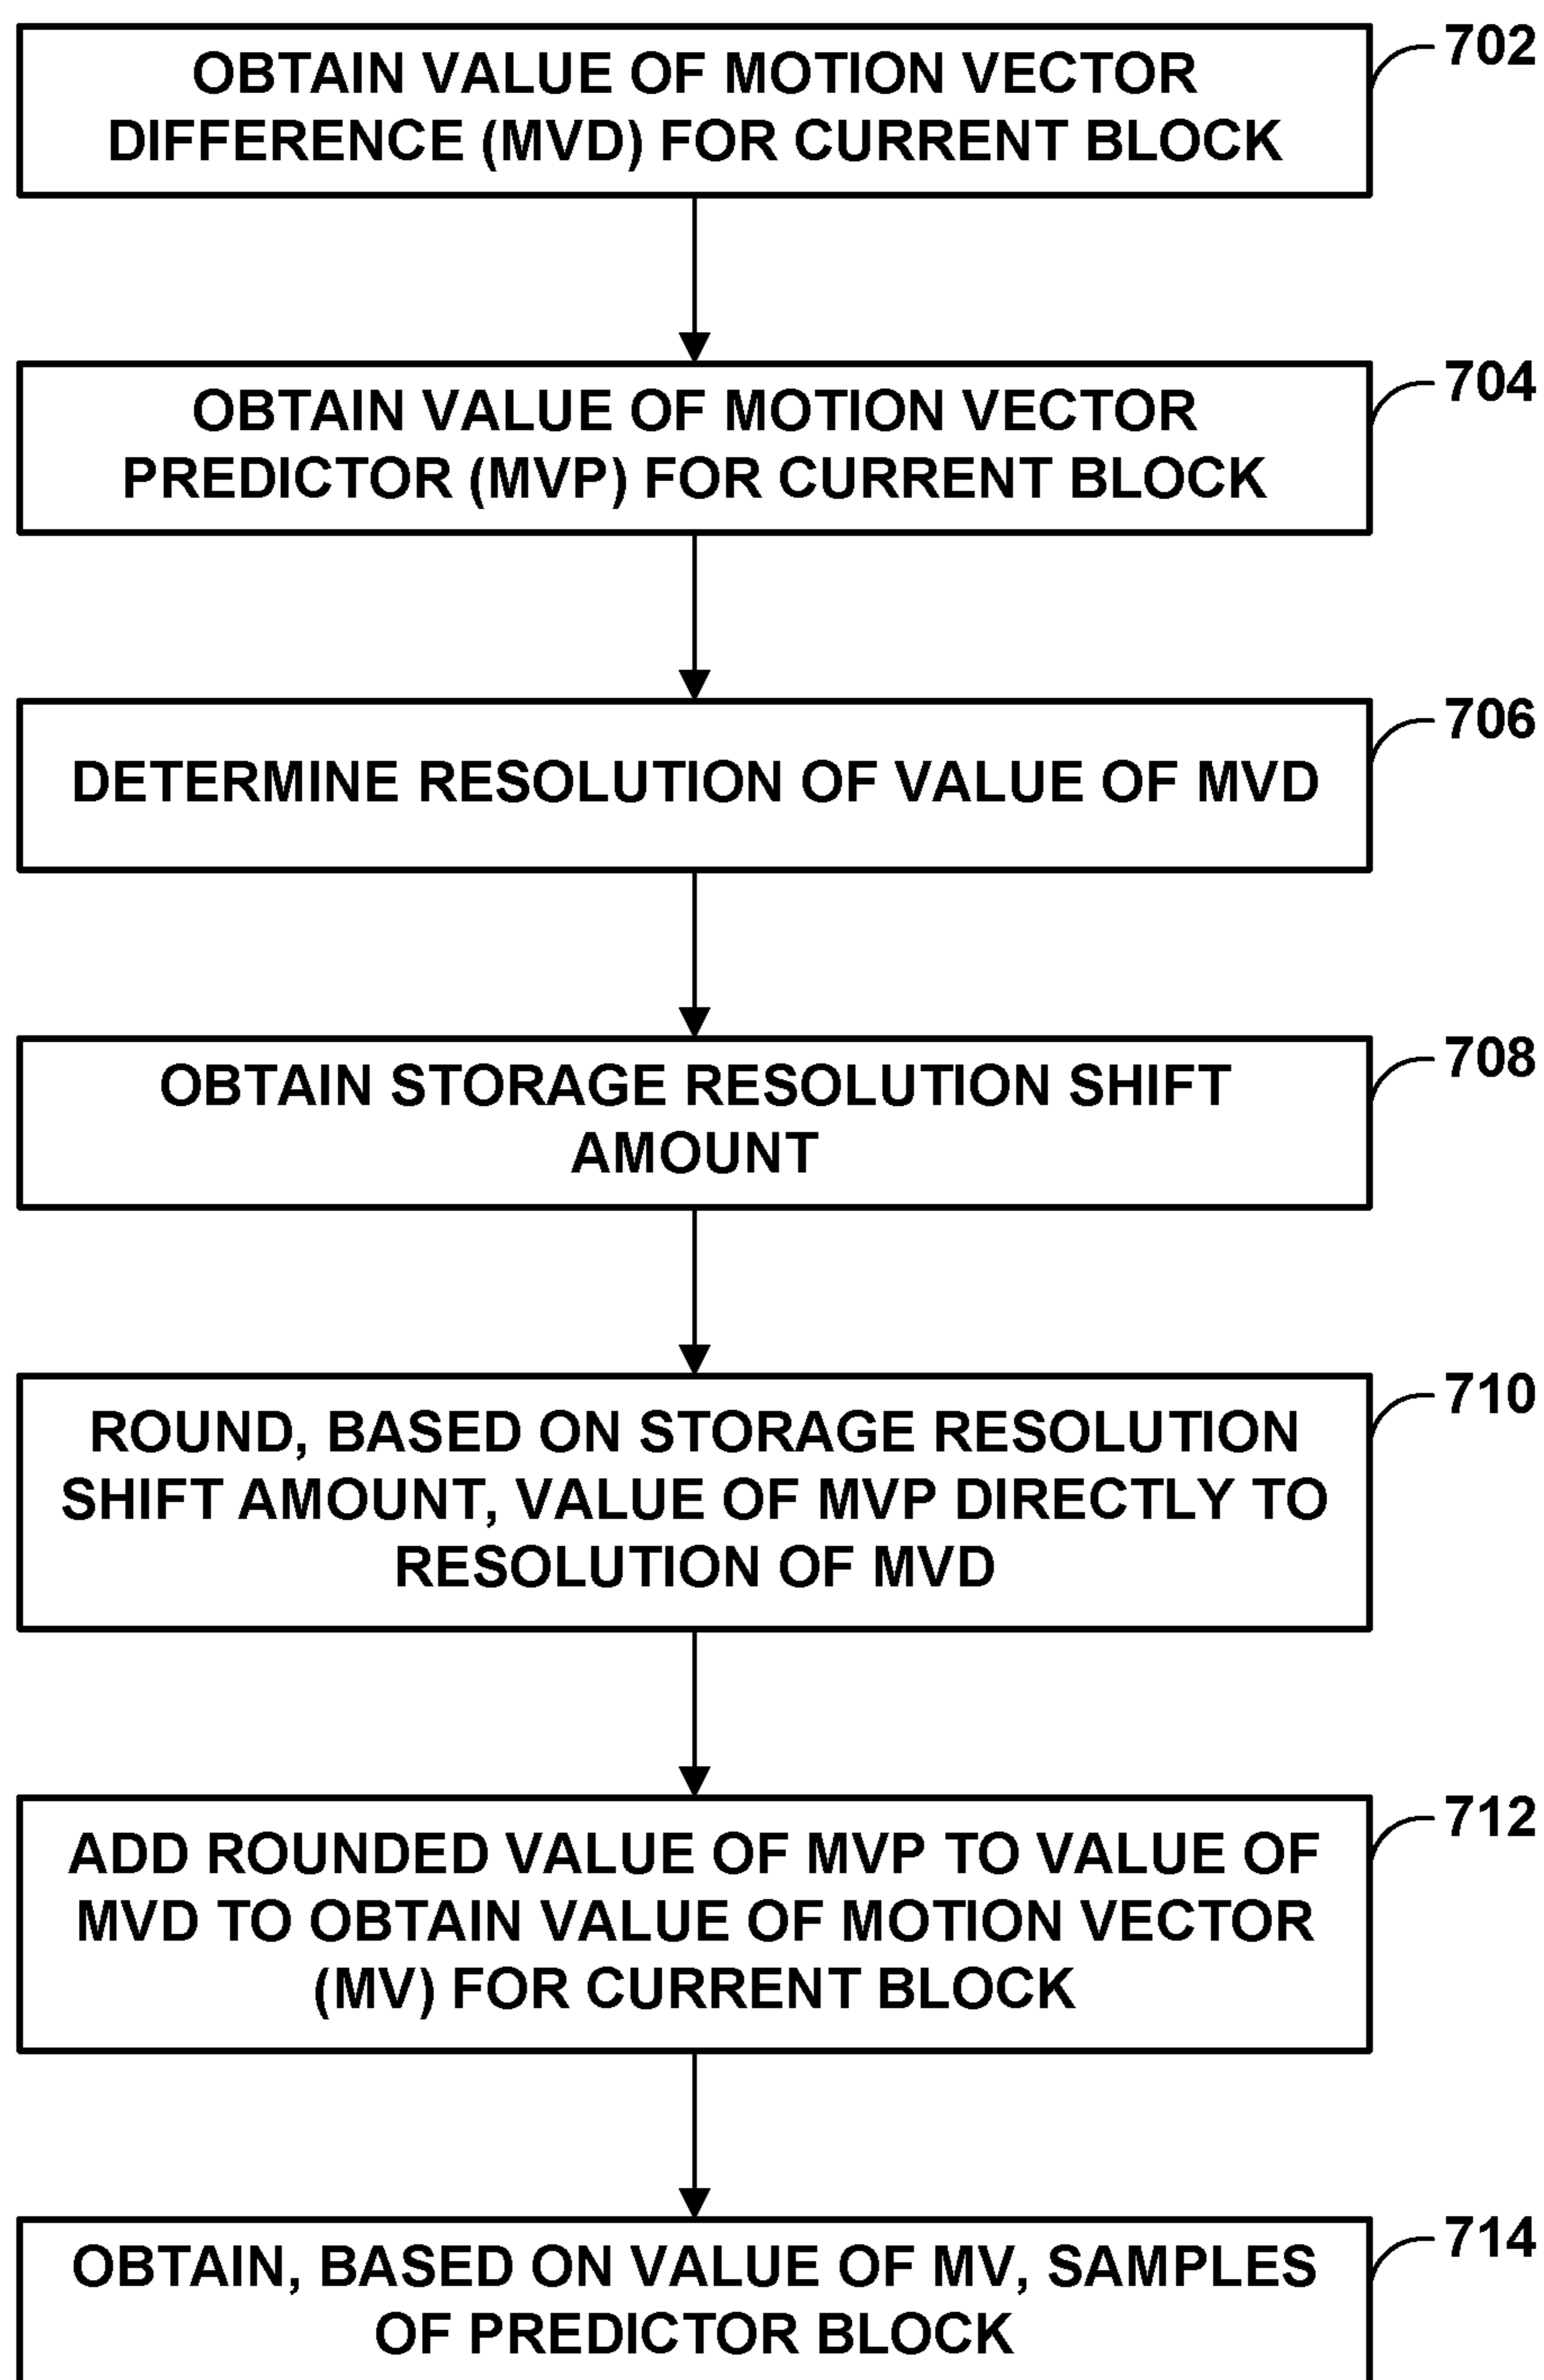 702
OBTAIN VALUE OF MOTION VECTOR
DIFFERENCE (MVD) FOR CURRENT BLOCK
704
OBTAIN VALUE OF MOTION VECTOR
PREDICTOR (MVP) FOR CURRENT BLOCK
706
DETERMINE RESOLUTION OF VALUE OF MVD
708
OBTAIN STORAGE RESOLUTION SHIFT
AMOUNT
710
ROUND, BASED ON STORAGE RESOLUTION
SHIFT AMOUNT, VALUE OF MVP DIRECTLY TO
RESOLUTION OF MVD
712
ADD ROUNDED VALUE OF MVP TO VALUE OF
MVD TO OBTAIN VALUE OF MOTION VECTOR
(MV) FOR CURRENT BLOCK
714
OBTAIN, BASED ON VALUE OF MV, SAMPLES
OF PREDICTOR BLOCK